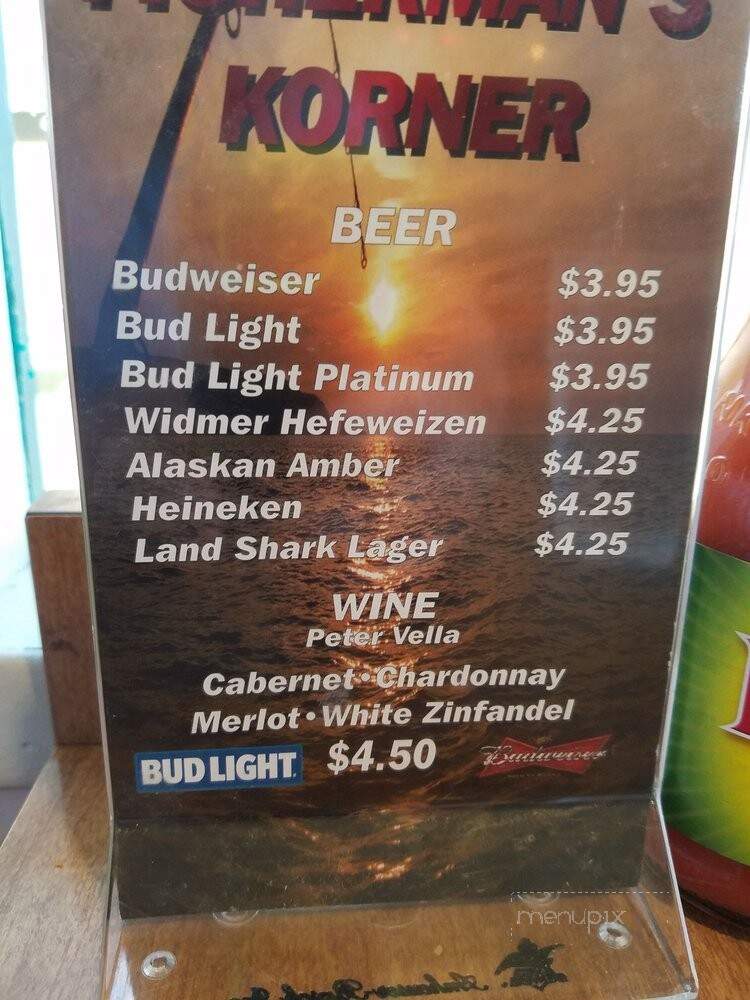 FISHERMAN'S
KORNER
BEER
Budweiser $3.95
Bud Light $3.95
Bud Light Platinum $3.95
Widmer Hefeweizen $4.25
Alaskan Amber $4.25
Heineken $4.25
Land Shark Lager $4.25
WINE
Peter Vella
Cabernet•Chardonnay
Merlot•White Zinfandel
$4.50
BUD LIGHT.
Budweiser
menupix